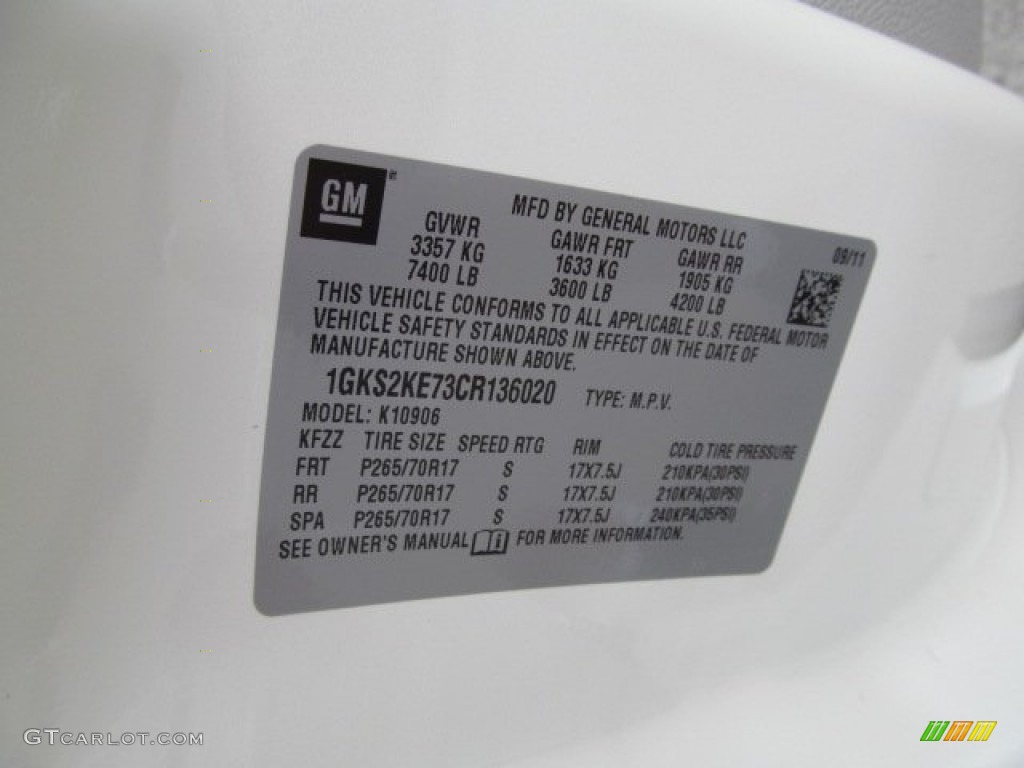 GM
MFD BY GENERAL MOTORS LLC
09/11
GVWR GAWR FRT GAWR RR
3357 KG 1633 KG 1905 KG
7400 LB 3600 LB 4200 LB
THIS VEHICLE CONFORMS TO ALL APPLICABLE U.S. FEDERAL MOTOR
VEHICLE SAFETY STANDARDS IN EFFECT ON THE DATE OF
MANUFACTURE SHOWN ABOVE.
1GKS2KE73CR136020 TYPE: M.P.V.
MODEL: K10906
KFZZ TIRE SIZE SPEED RTG RIM COLD TIRE PRESSURE
FRT P265/70R17 S 17X7.5J 210KPA(30PSI)
RR P265/70R17 S 17X7.5J 210KPA(30PSI)
SPA P265/70R17 S 17X7.5J 240KPA(35PSI)
SEE OWNER'S MANUAL FOR MORE INFORMATION.
GTCARLOT.COM